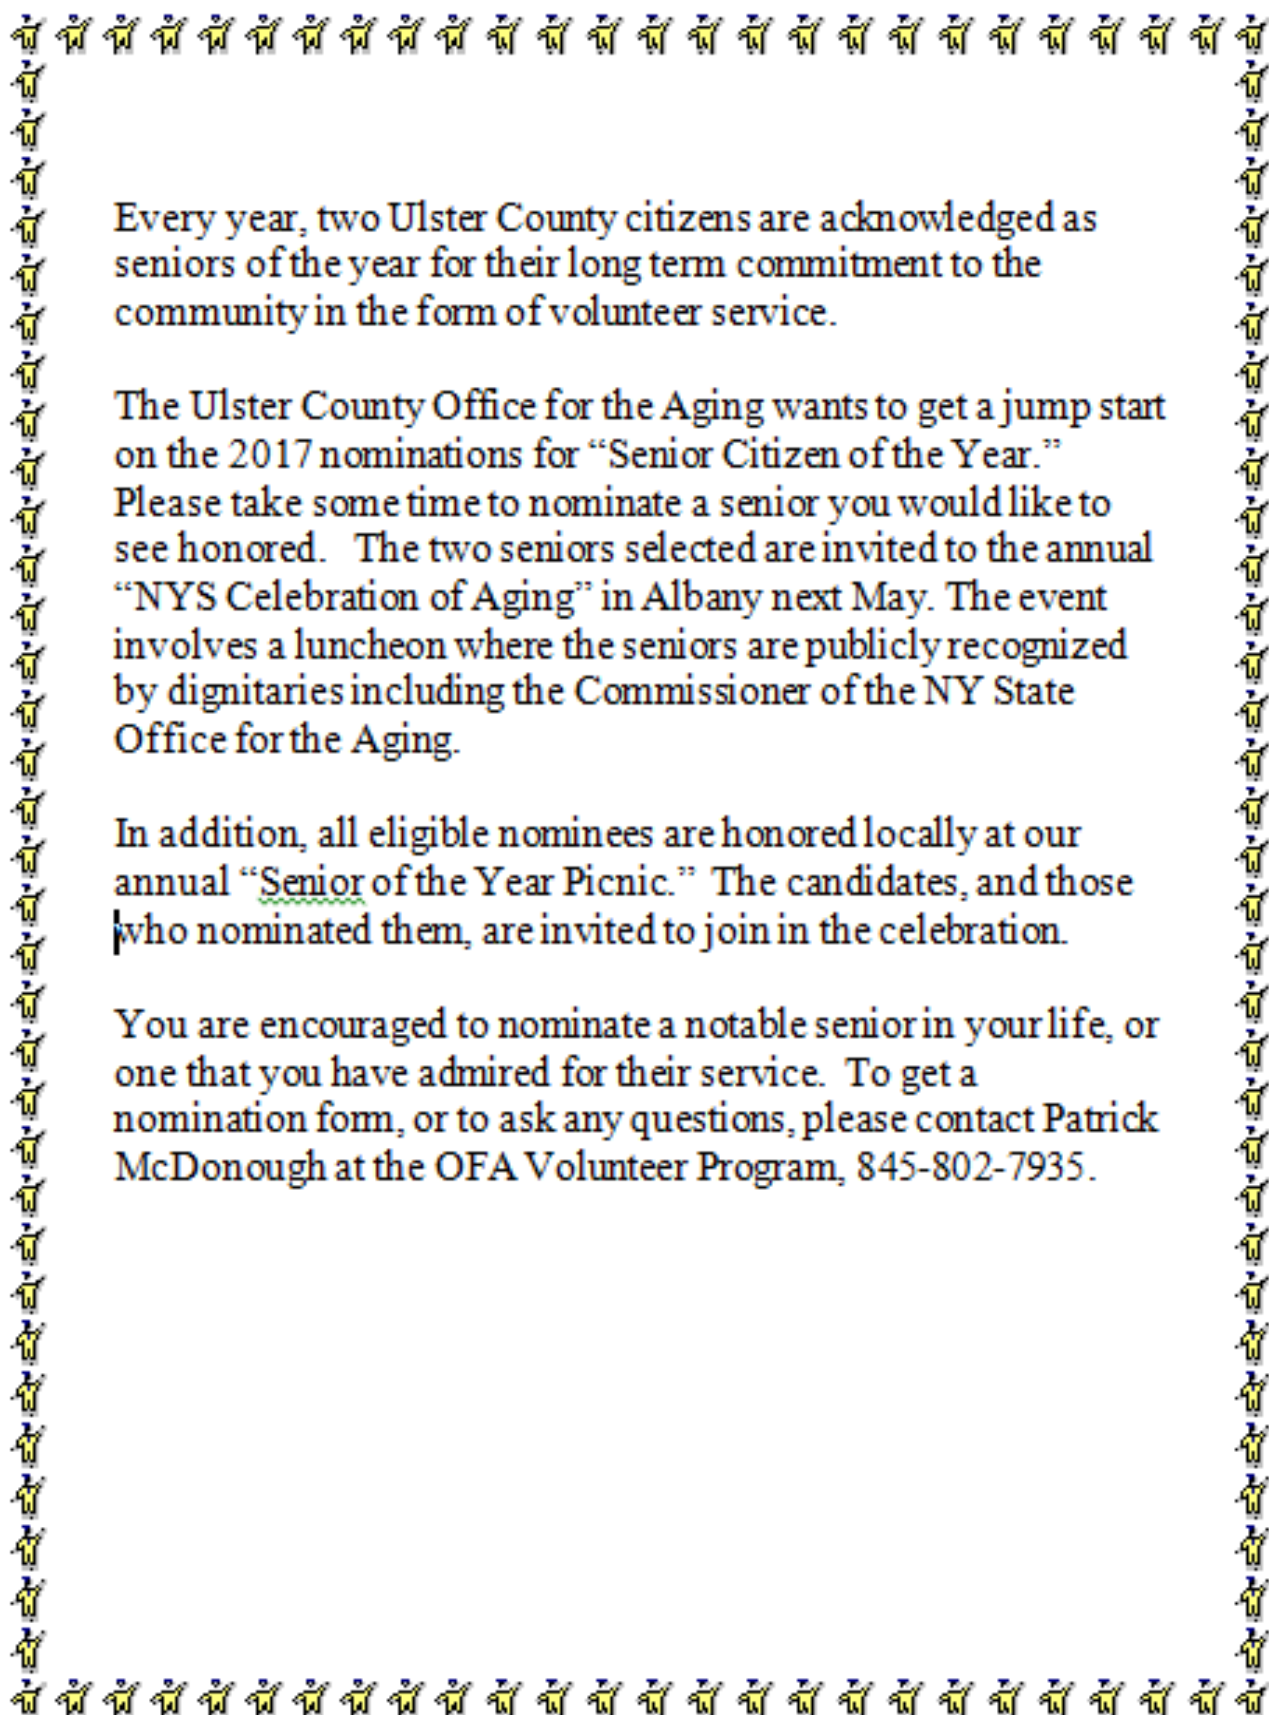 Every year, two Ulster County citizens are acknowledged as
seniors of the year for their long term commitment to the
community in the form of volunteer service.
The Ulster County Office for the Aging wants to get a jump start
on the 2017 nominations for “Senior Citizen of the Year.”
Please take some time to nominate a senior you would like to
see honored.   The two seniors selected are invited to the annual
“NYS Celebration of Aging” in Albany next May. The event
involves a luncheon where the seniors are publicly recognized
by dignitaries including the Commissioner of the NY State
Office for the Aging.
In addition, all eligible nominees are honored locally at our
annual “Senior of the Year Picnic.”  The candidates, and those
who nominated them, are invited to join in the celebration.
You are encouraged to nominate a notable senior in your life, or
one that you have admired for their service.  To get a
nomination form, or to ask any questions, please contact Patrick
McDonough at the OFA Volunteer Program, 845-802-7935.